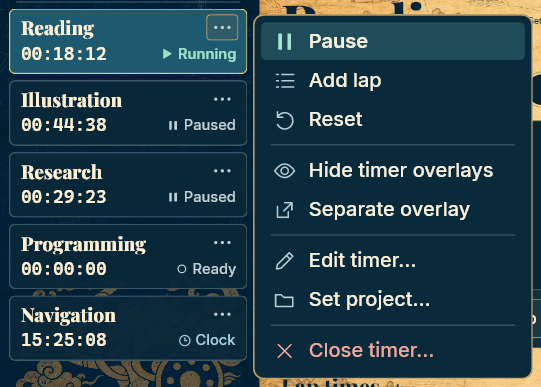 Reading ...
00:18:12 Running
Illustration ...
00:44:38 Paused
Research ...
00:29:23 Paused
Programming ...
00:00:00 Ready
Navigation ...
15:25:08 Clock
Pause
Add lap
Reset
Hide timer overlays
Separate overlay
Edit timer...
Set project...
Close timer...
Lap times